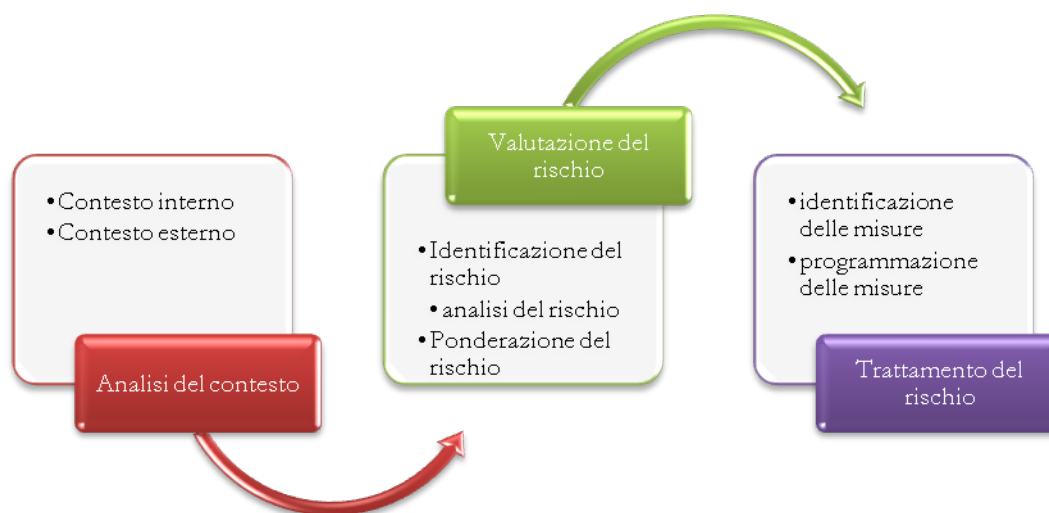 •Contesto interno
•Contesto esterno
Analisi del contesto
Valutazione del
rischio
•Identificazione del
rischio
•analisi del rischio
•Ponderazione del
rischio
•identificazione
delle misure
•programmazione
delle misure
Trattamento del
rischio